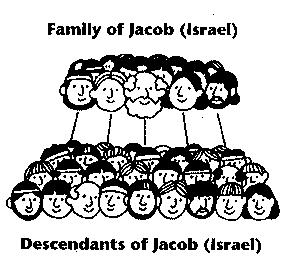 Family of Jacob (Israel)
Descendants of Jacob (Israel)